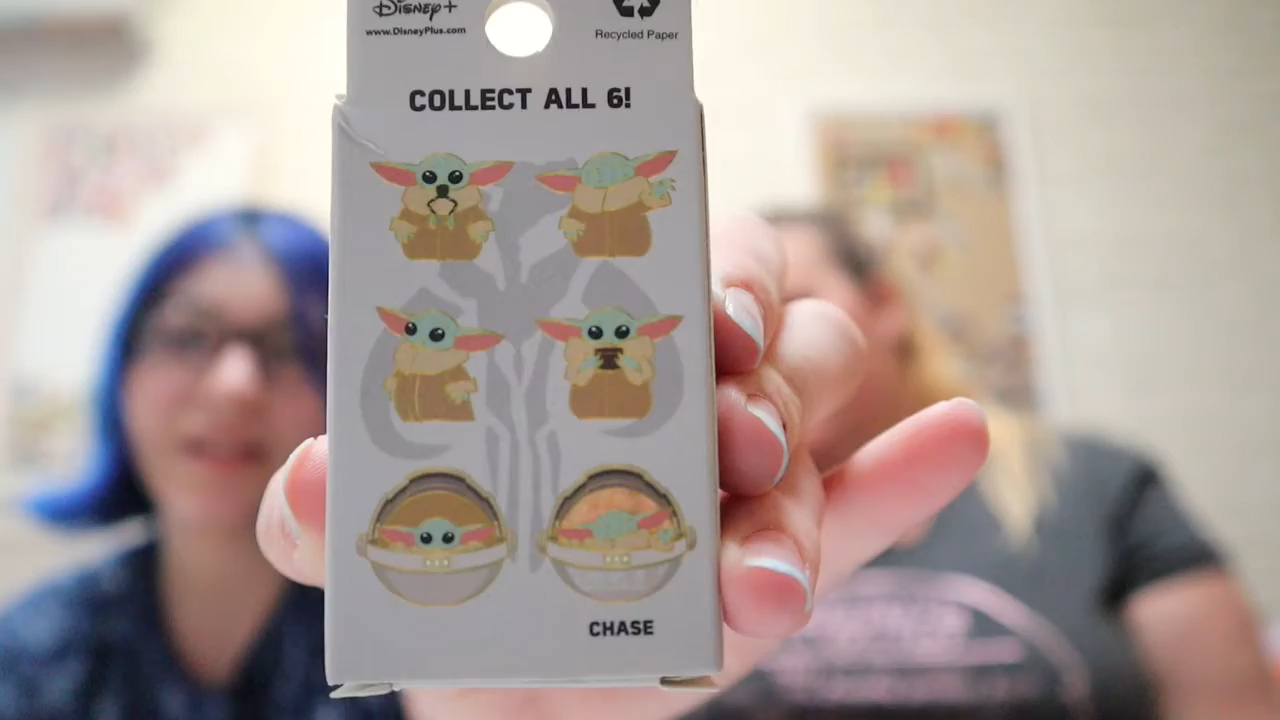 Disney+
www.DisneyPlus.com
Recycled Paper
COLLECT ALL 6!
CHASE